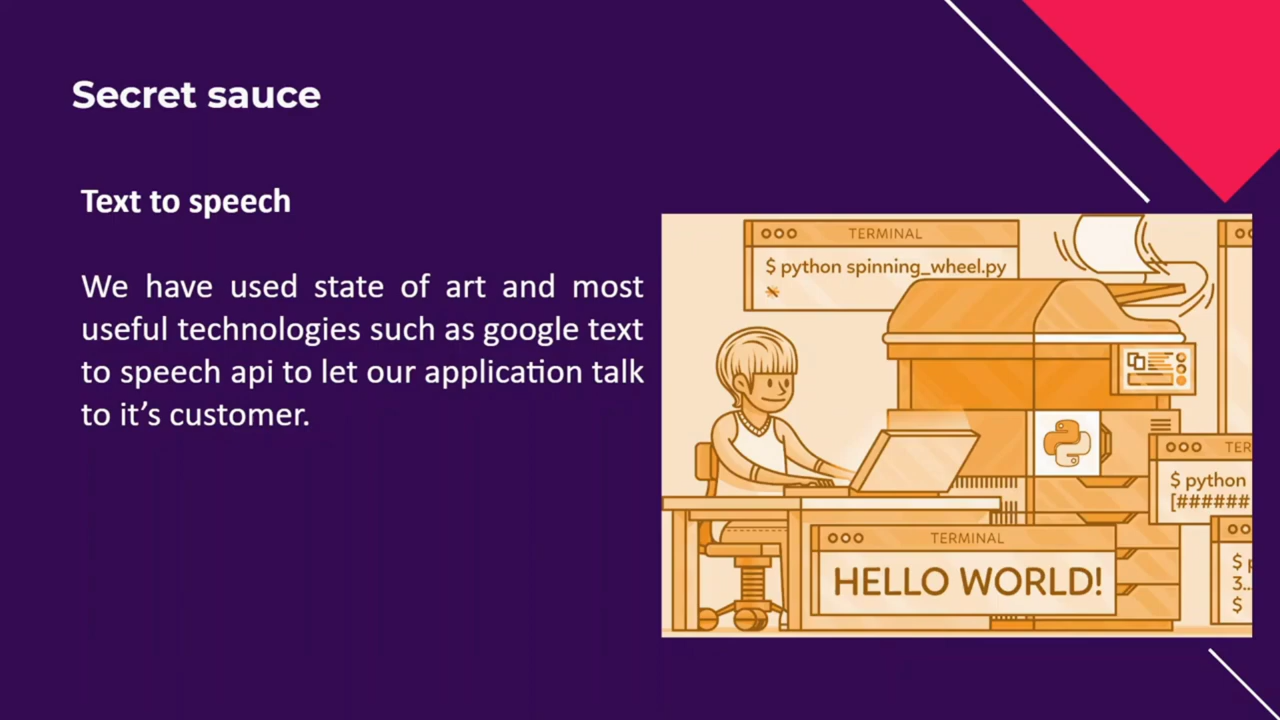 Secret sauce
Text to speech
We have used state of art and most
useful technologies such as google text
to speech api to let our application talk
to it’s customer.
TERMINAL
$ python spinning_wheel.py
TERMINAL
HELLO WORLD!
TER
$ python
[######
$ p
3..
$